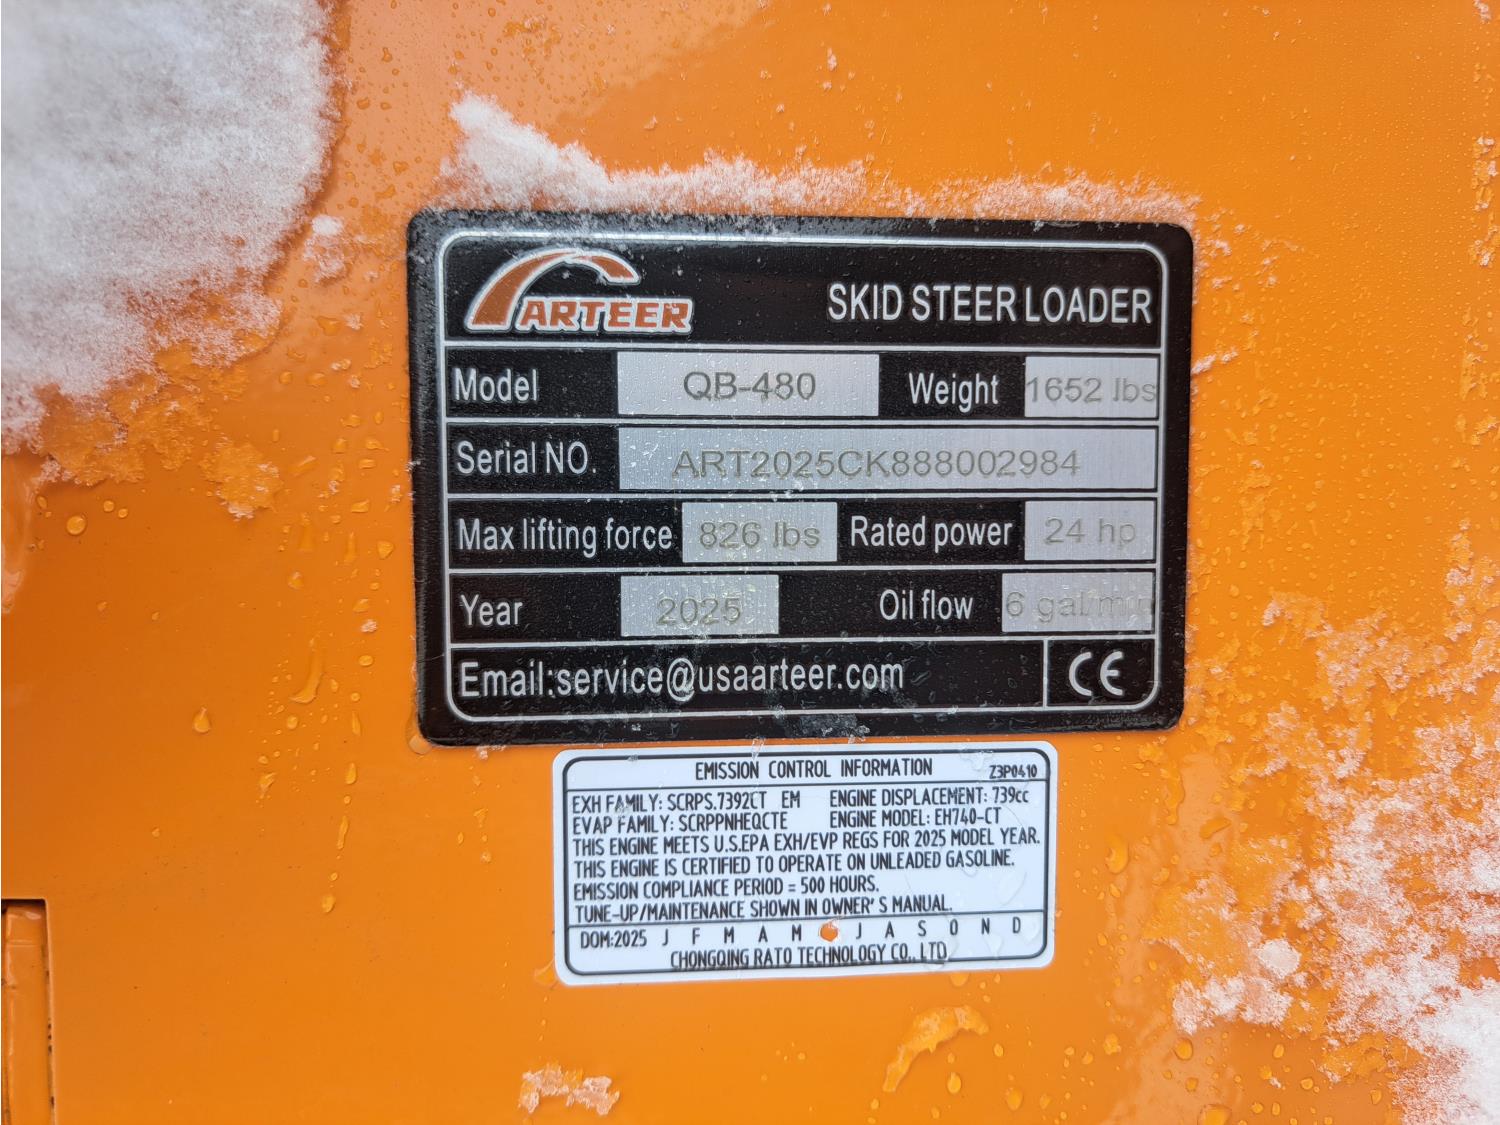 ARTEER SKID STEER LOADER
Model QB-480 Weight 1652 lbs
Serial NO. ART2025CK888002984
Max lifting force 826 lbs Rated power 24 hp
Year 2025 Oil flow 6 gal/min
Email:service@usaarteer.com CE
EMISSION CONTROL INFORMATION Z3P0410
EXH FAMILY: SCRPS.7392CT EM ENGINE DISPLACEMENT: 739cc
EVAP FAMILY: SCRPPNHEQCTE ENGINE MODEL: EH740-CT
THIS ENGINE MEETS U.S.EPA EXH/EVP REGS FOR 2025 MODEL YEAR.
THIS ENGINE IS CERTIFIED TO OPERATE ON UNLEADED GASOLINE.
EMISSION COMPLIANCE PERIOD = 500 HOURS.
TUNE-UP/MAINTENANCE SHOWN IN OWNER'S MANUAL.
DOM:2025 J F M A M J A S O N D
CHONGQING RATO TECHNOLOGY CO., LTD